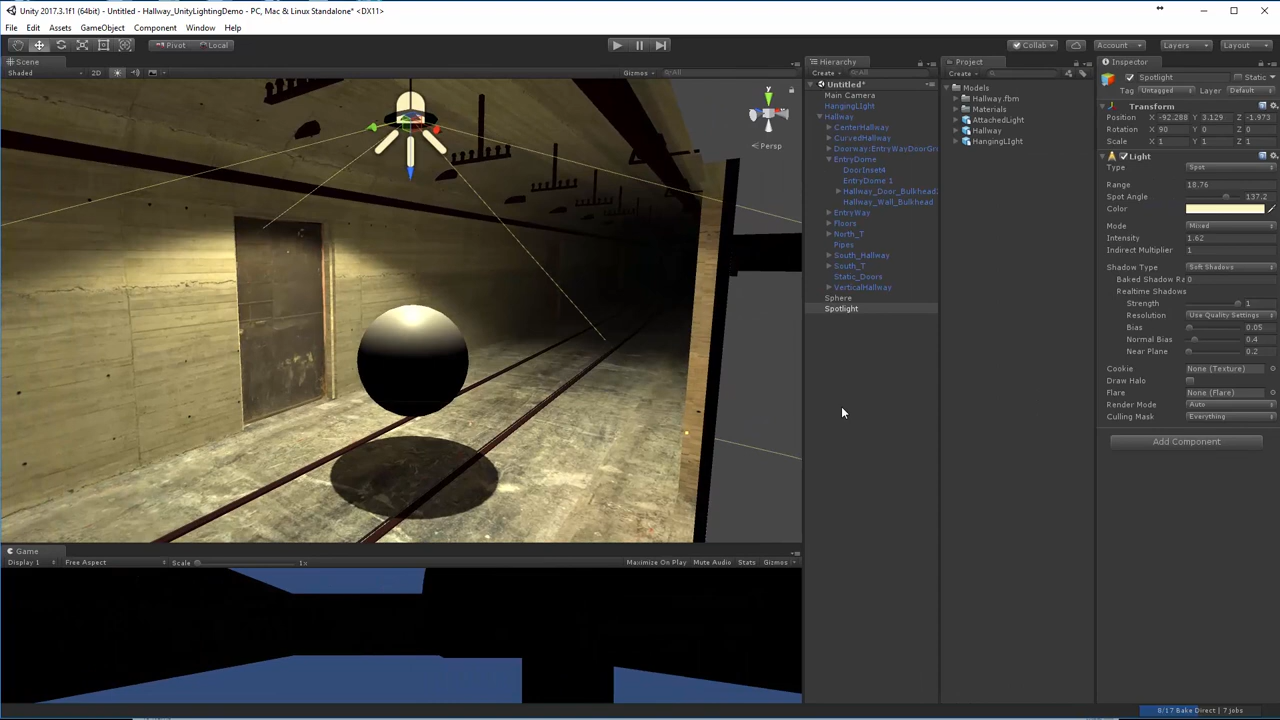 Unity 2017.3.1f1 (64bit) - Untitled - Hallway_UnityLightingDemo - PC, Mac & Linux Standalone* <DX11>
File Edit Assets GameObject Component Window Help
Pivot Local
Collab Account Layers Layout
Scene
Shaded 2D Gizmos All
y
Persp
Game
Display 1 Free Aspect Scale 1x Maximize On Play Mute Audio Stats Gizmos
Hierarchy
Create All
Untitled*
Main Camera
HangingLIght
Hallway
CenterHallway
CurvedHallway
Doorway:EntryWayDoorGr
EntryDome
DoorInset4
EntryDome 1
Hallway_Door_Bulkhead
Hallway_Wall_Bulkhead
EntryWay
Floors
North_T
Pipes
South_Hallway
South_T
Static_Doors
VerticalHallway
Sphere
Spotlight
Project
Create
Models
Hallway.fbm
Materials
AttachedLight
Hallway
HangingLIght
Inspector
Spotlight Static
Tag Untagged Layer Default
Transform
Position X -92.288 Y 3.129 Z -1.973
Rotation X 90 Y 0 Z 0
Scale X 1 Y 1 Z 1
Light
Type Spot
Range 18.76
Spot Angle 137.2
Color
Mode Mixed
Intensity 1.62
Indirect Multiplier 1
Shadow Type Soft Shadows
Baked Shadow Ra 0
Realtime Shadows
Strength 1
Resolution Use Quality Settings
Bias 0.05
Normal Bias 0.4
Near Plane 0.2
Cookie None (Texture)
Draw Halo
Flare None (Flare)
Render Mode Auto
Culling Mask Everything
Add Component
8/17 Bake Direct | 7 jobs